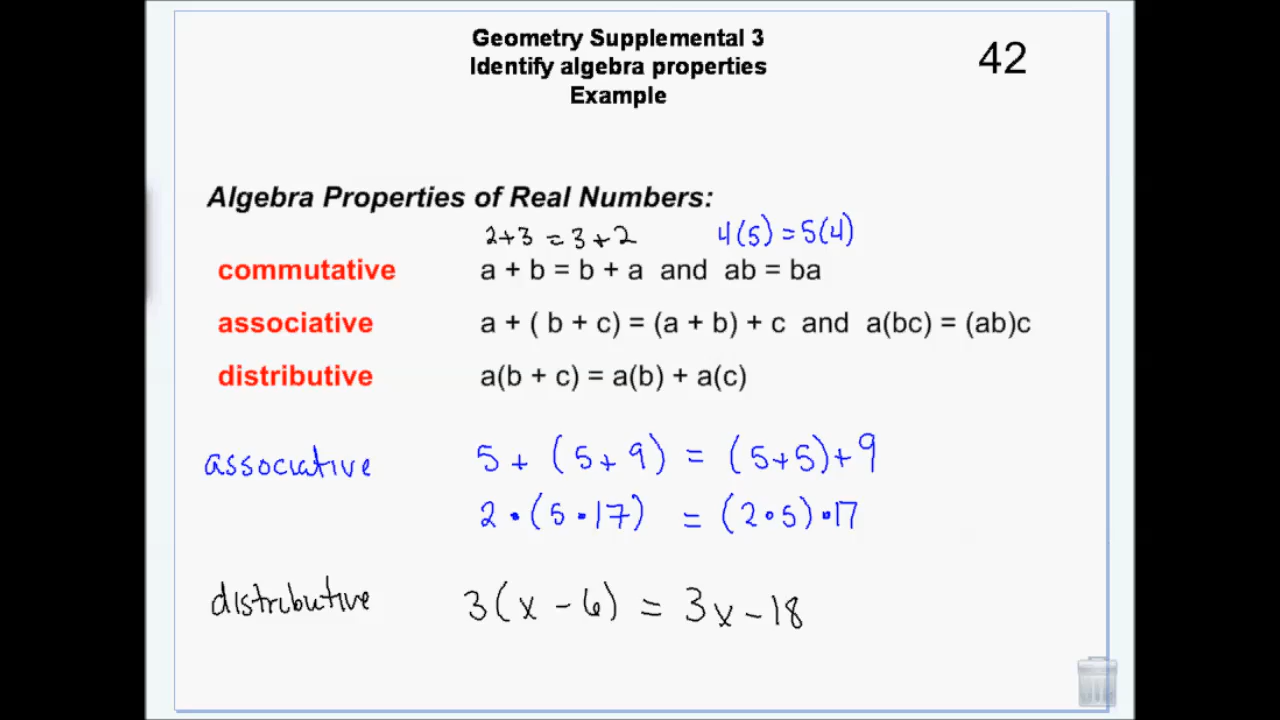 Geometry Supplemental 3
42
Identify algebra properties
Example
Algebra Properties of Real Numbers:
2+3 = 3+2 4(5) = 5(4)
commutative a + b = b + a and ab = ba
associative a + ( b + c) = (a + b) + c and a(bc) = (ab)c
distributive a(b + c) = a(b) + a(c)
associative 5 + (5+9) = (5+5)+9
2 • (5 • 17) = (2 • 5) • 17
distributive 3(x - 6) = 3x - 18